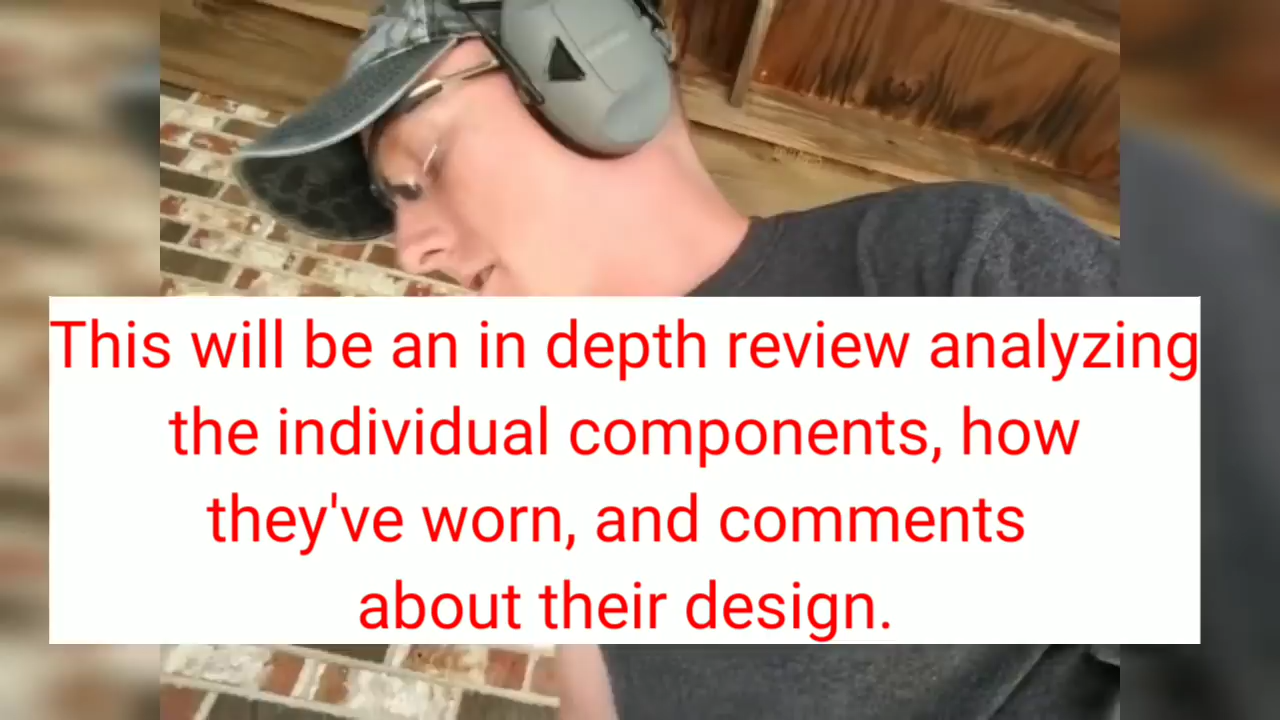 This will be an in depth review analyzing
the individual components, how
they've worn, and comments
about their design.